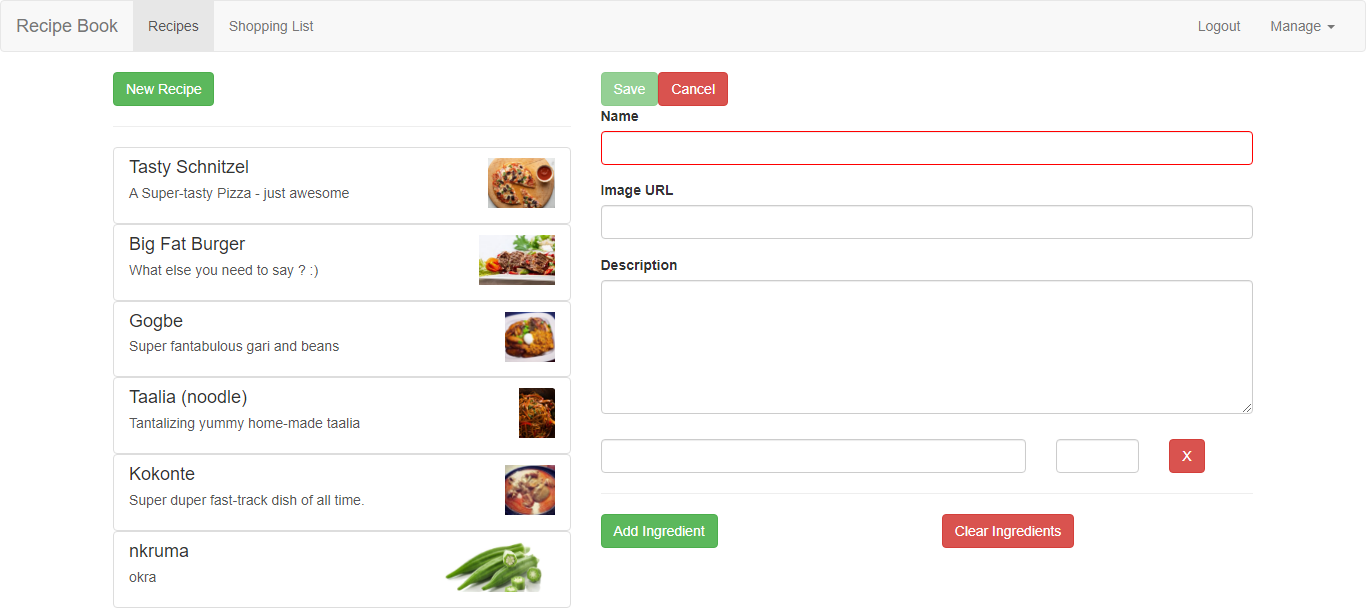 Recipe Book
Recipes
Shopping List
Logout
Manage
New Recipe
Tasty Schnitzel
A Super-tasty Pizza - just awesome
Big Fat Burger
What else you need to say ? :)
Gogbe
Super fantabulous gari and beans
Taalia (noodle)
Tantalizing yummy home-made taalia
Kokonte
Super duper fast-track dish of all time.
nkruma
okra
Save
Cancel
Name
Image URL
Description
X
Add Ingredient
Clear Ingredients